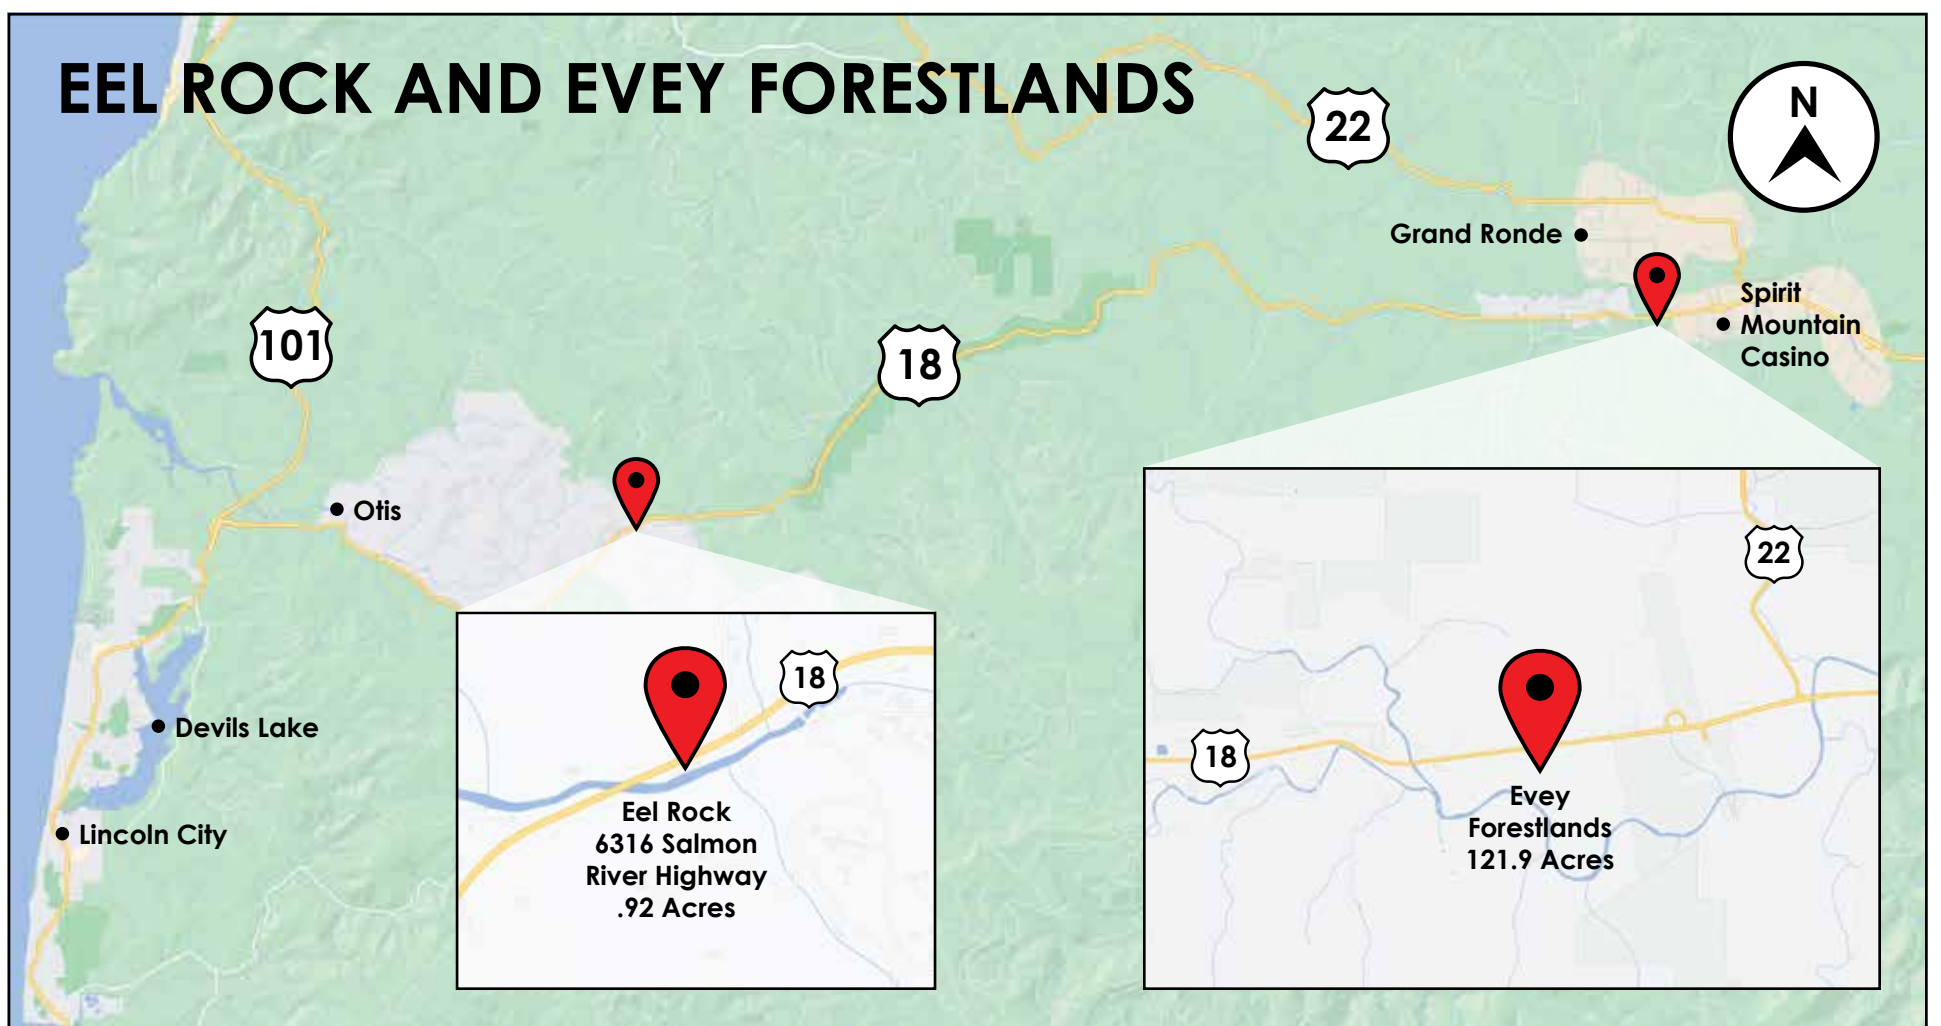 EEL ROCK AND EVEY FORESTLANDS
N
22
Grand Ronde
Spirit
Mountain
Casino
101
18
Otis
22
18
Devils Lake
18
Lincoln City
Eel Rock
6316 Salmon
River Highway
.92 Acres
Evey
Forestlands
121.9 Acres